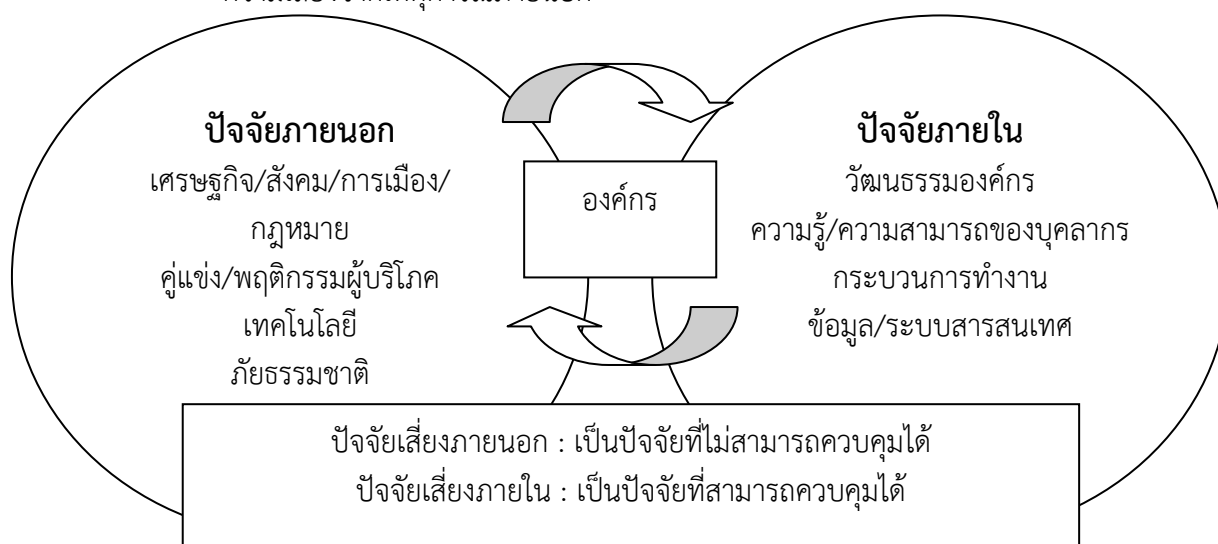 ปัจจัยภายนอก
เศรษฐกิจ/สังคม/การเมือง/
กฎหมาย
คู่แข่ง/พฤติกรรมผู้บริโภค
เทคโนโลยี
ภัยธรรมชาติ
องค์กร
ปัจจัยภายใน
วัฒนธรรมองค์กร
ความรู้/ความสามารถของบุคลากร
กระบวนการทำงาน
ข้อมูล/ระบบสารสนเทศ
ปัจจัยเสี่ยงภายนอก : เป็นปัจจัยที่ไม่สามารถควบคุมได้
ปัจจัยเสี่ยงภายใน : เป็นปัจจัยที่สามารถควบคุมได้